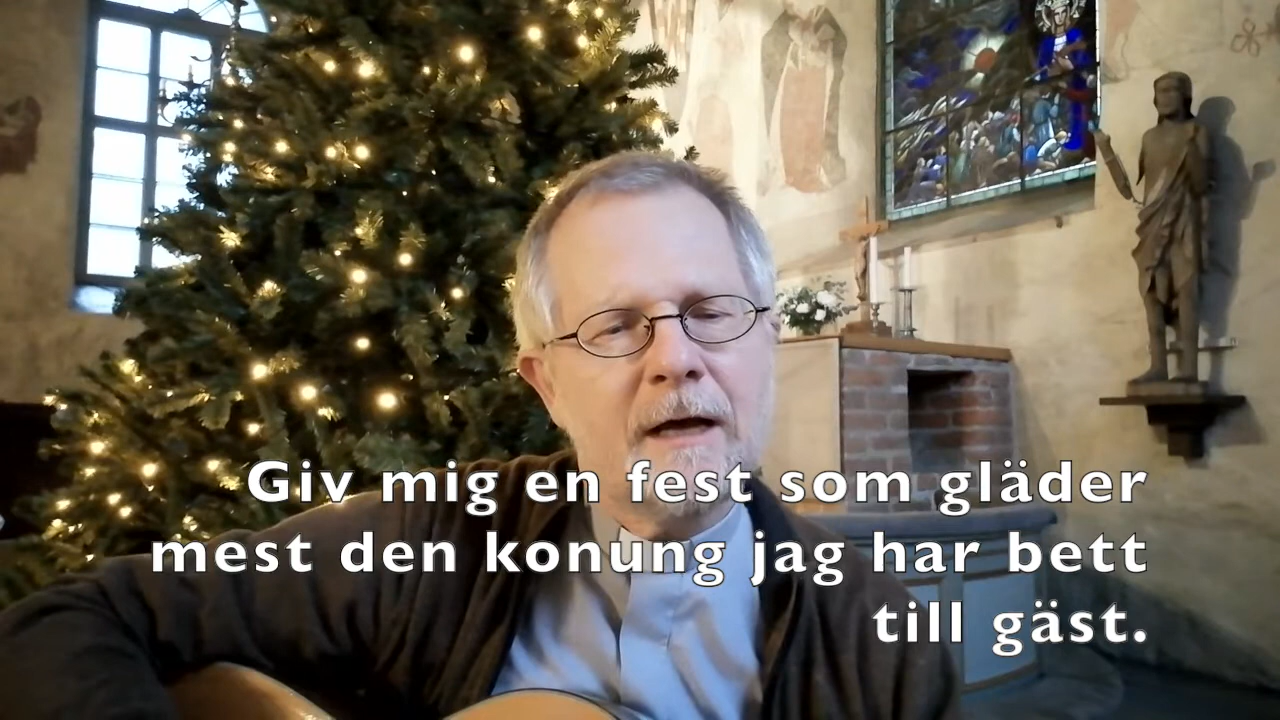 Giv mig en fest som gläder
mest den konung jag har bett
till gäst.